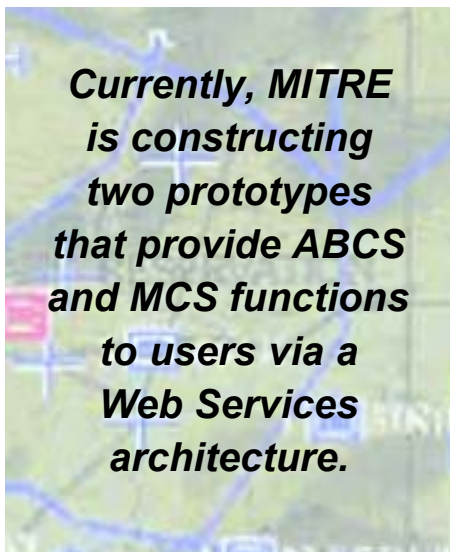 Currently, MITRE
is constructing
two prototypes
that provide ABCS
and MCS functions
to users via a
Web Services
architecture.